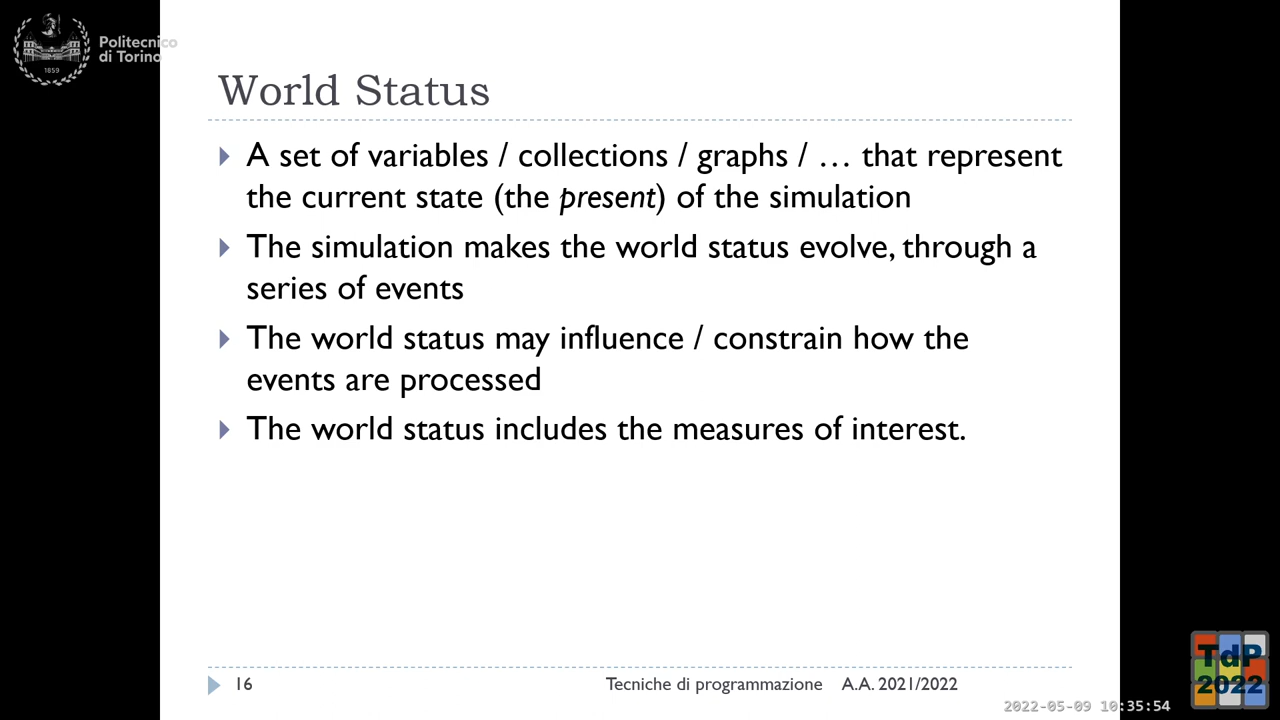 Politecnico
di Torino
1859
World Status
A set of variables / collections / graphs / … that represent
the current state (the present) of the simulation
The simulation makes the world status evolve, through a
series of events
The world status may influence / constrain how the
events are processed
The world status includes the measures of interest.
16
Tecniche di programmazione A.A. 2021/2022
2022-05-09 10:35:54
TdP
2022